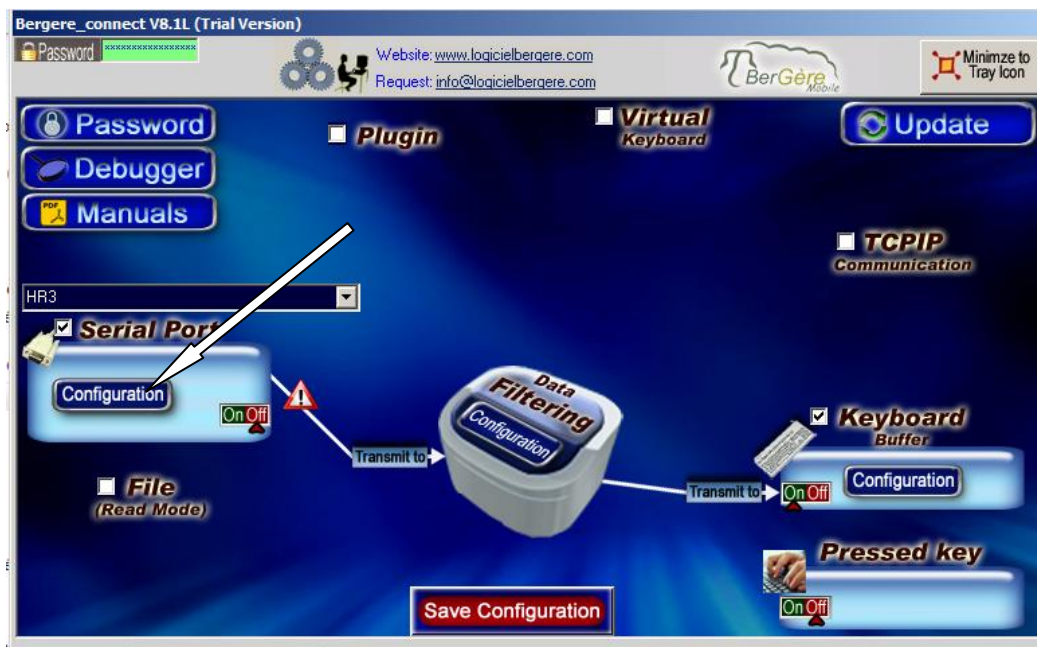 Bergere_connect V8.1L (Trial Version)
Password *****************
Website: www.logicielbergere.com
Request: info@logicielbergere.com
BerGère
Mobile
Minimze to
Tray Icon
Password
Debugger
PDF
Manuals
Plugin
Virtual
Keyboard
Update
TCPIP
Communication
HR3
Serial Port
Configuration
On Off
Transmit to
Data
Filtering
Configuration
File
(Read Mode)
Keyboard
Buffer
Transmit to
On Off
Configuration
Pressed key
On Off
Save Configuration